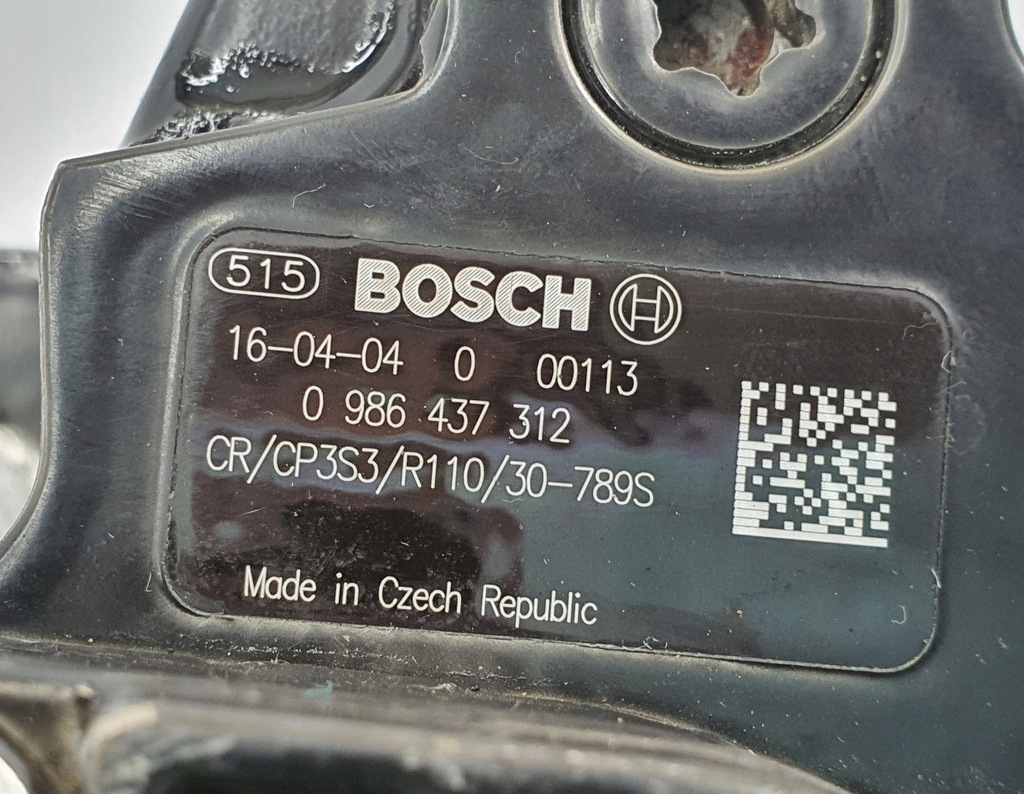 515 BOSCH
16-04-04 0 00113
0 986 437 312
CR/CP3S3/R110/30-789S
Made in Czech Republic